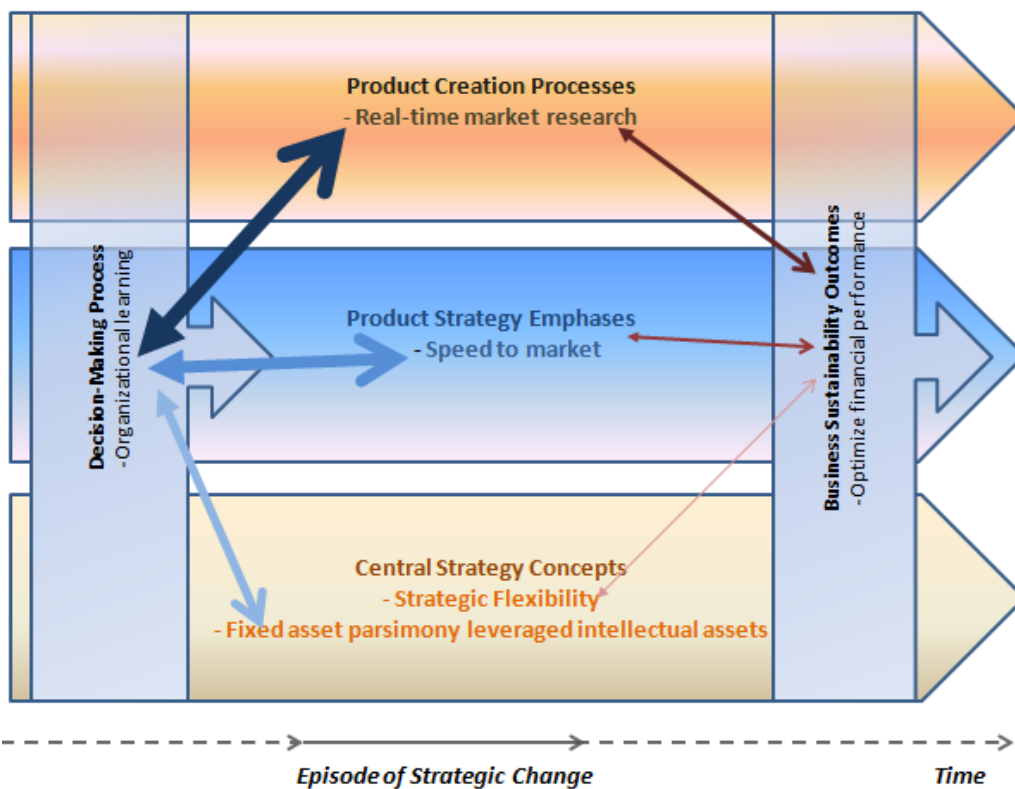 Product Creation Processes
- Real-time market research
Decision-Making Process
-Organizational learning
Product Strategy Emphases
- Speed to market
Business Sustainability Outcomes
-Optimize financial performance
Central Strategy Concepts
- Strategic Flexibility
- Fixed asset parsimony leveraged intellectual assets
Episode of Strategic Change
Time